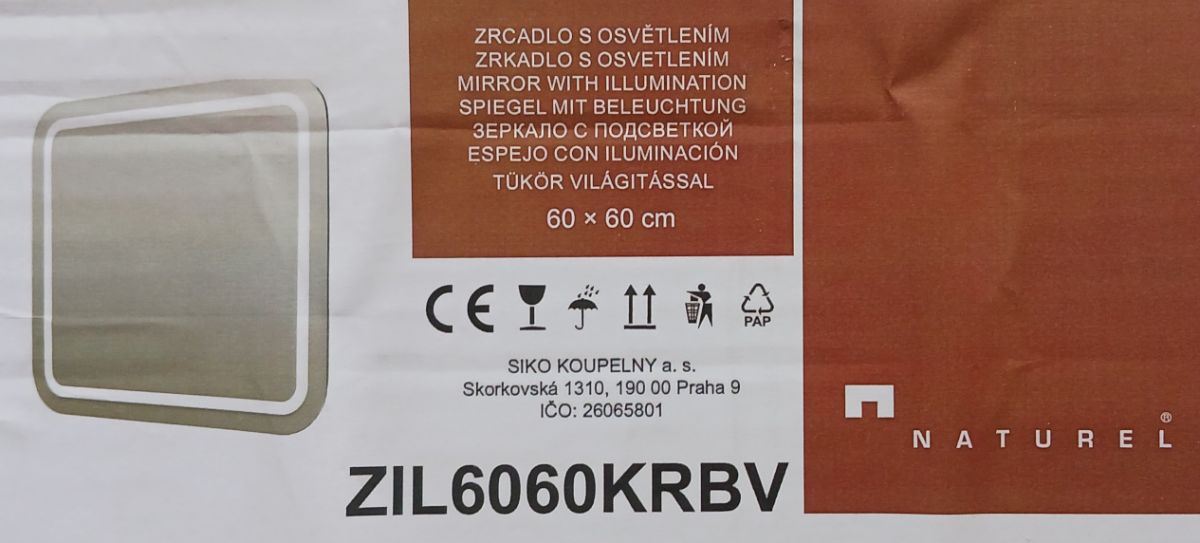 ZRCADLO S OSVĚTLENÍM
ZRKADLO S OSVETLENÍM
MIRROR WITH ILLUMINATION
SPIEGEL MIT BELEUCHTUNG
ЗЕРКАЛО С ПОДСВЕТКОЙ
ESPEJO CON ILUMINACIÓN
TÜKÖR VILÁGITÁSSAL
60 × 60 cm
CE
PAP
SIKO KOUPELNY a. s.
Skorkovská 1310, 190 00 Praha 9
IČO: 26065801
ZIL6060KRBV
NATUREL®